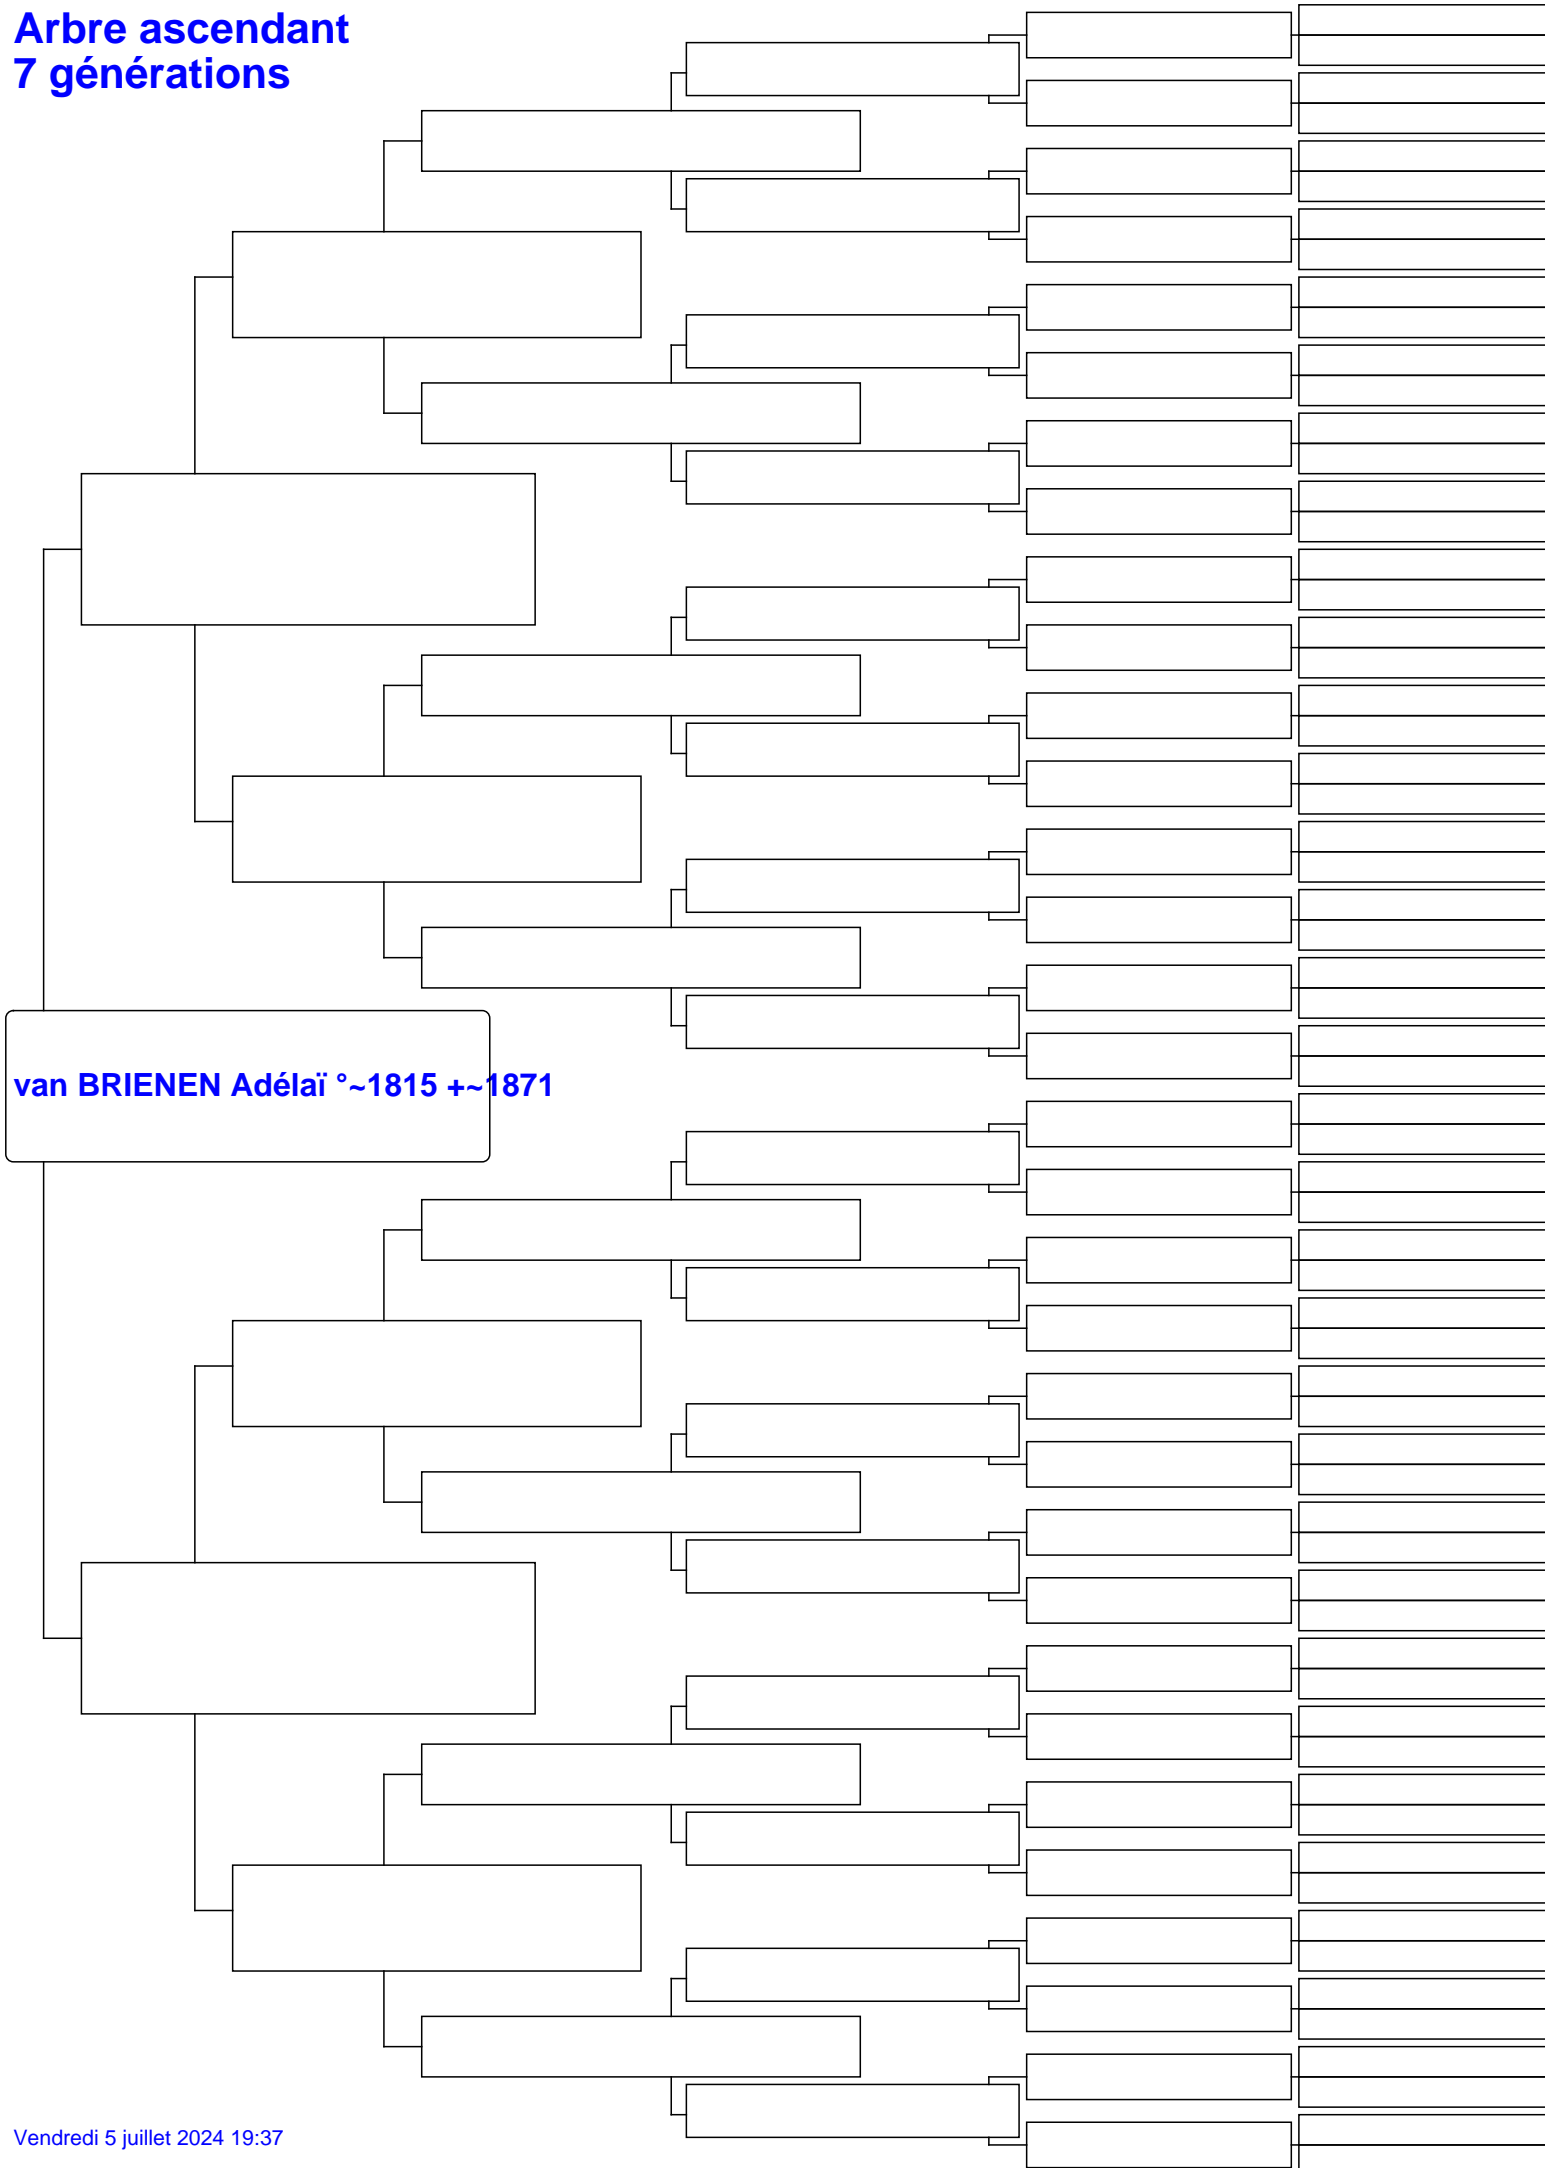 Arbre ascendant
7 générations
van BRIENEN Adélaï °~1815 +~1871
Vendredi 5 juillet 2024 19:37